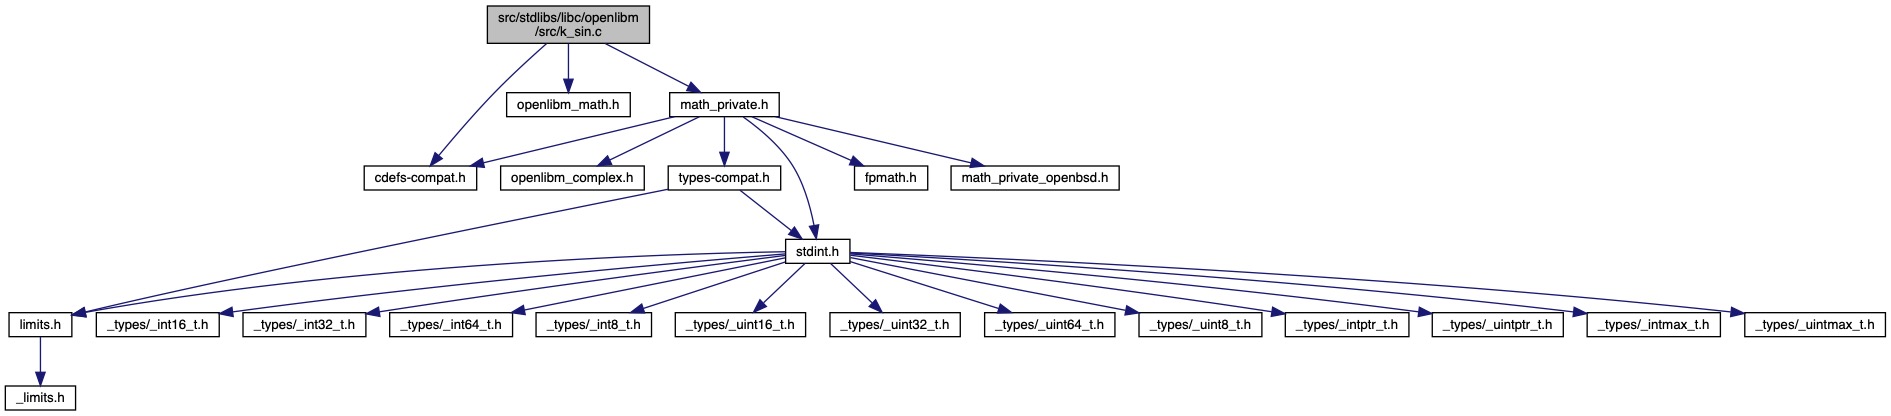 src/stdlibs/libc/openlibm
/src/k_sin.c
openlibm_math.h
math_private.h
cdefs-compat.h
openlibm_complex.h
types-compat.h
fpmath.h
math_private_openbsd.h
stdint.h
limits.h
_types/_int16_t.h
_types/_int32_t.h
_types/_int64_t.h
_types/_int8_t.h
_types/_uint16_t.h
_types/_uint32_t.h
_types/_uint64_t.h
_types/_uint8_t.h
_types/_intptr_t.h
_types/_uintptr_t.h
_types/_intmax_t.h
_types/_uintmax_t.h
_limits.h